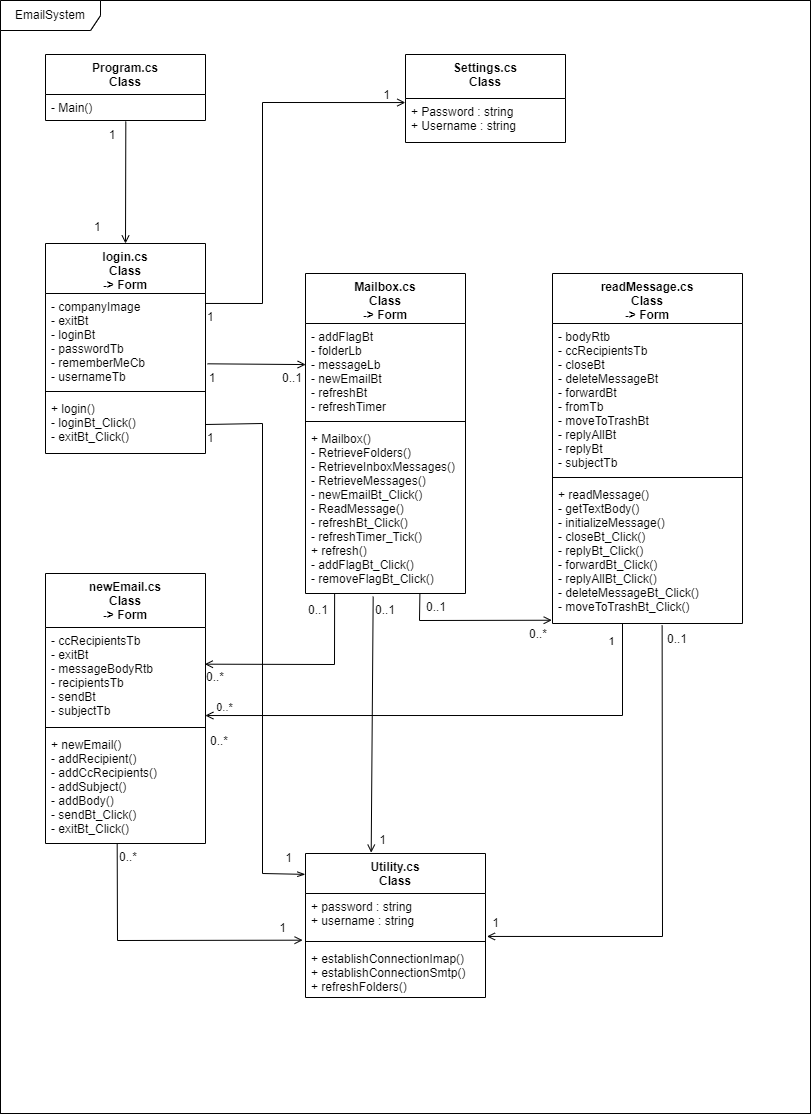 EmailSystem
Program.cs
Class
- Main()
1
1
Settings.cs
Class
+ Password : string
+ Username : string
1
login.cs
Class
-> Form
- companyImage
- exitBt
- loginBt
- passwordTb
- rememberMeCb
- usernameTb
+ login()
- loginBt_Click()
- exitBt_Click()
1
1
0..1
1
Mailbox.cs
Class
-> Form
- addFlagBt
- folderLb
- messageLb
- newEmailBt
- refreshBt
- refreshTimer
+ Mailbox()
- RetrieveFolders()
- RetrieveInboxMessages()
- RetrieveMessages()
- newEmailBt_Click()
- ReadMessage()
- refreshBt_Click()
- refreshTimer_Tick()
+ refresh()
- addFlagBt_Click()
- removeFlagBt_Click()
0..1
0..1
0..1
readMessage.cs
Class
-> Form
- bodyRtb
- ccRecipientsTb
- closeBt
- deleteMessageBt
- forwardBt
- fromTb
- moveToTrashBt
- replyAllBt
- replyBt
- subjectTb
+ readMessage()
- getTextBody()
- initializeMessage()
- closeBt_Click()
- replyBt_Click()
- forwardBt_Click()
- replyAllBt_Click()
- deleteMessageBt_Click()
- moveToTrashBt_Click()
0..*
1
0..1
newEmail.cs
Class
-> Form
- ccRecipientsTb
- exitBt
- messageBodyRtb
- recipientsTb
- sendBt
- subjectTb
+ newEmail()
- addRecipient()
- addCcRecipients()
- addSubject()
- addBody()
- sendBt_Click()
- exitBt_Click()
0..*
0..*
0..*
0..*
1
1
1
1
Utility.cs
Class
+ password : string
+ username : string
+ establishConnectionImap()
+ establishConnectionSmtp()
+ refreshFolders()